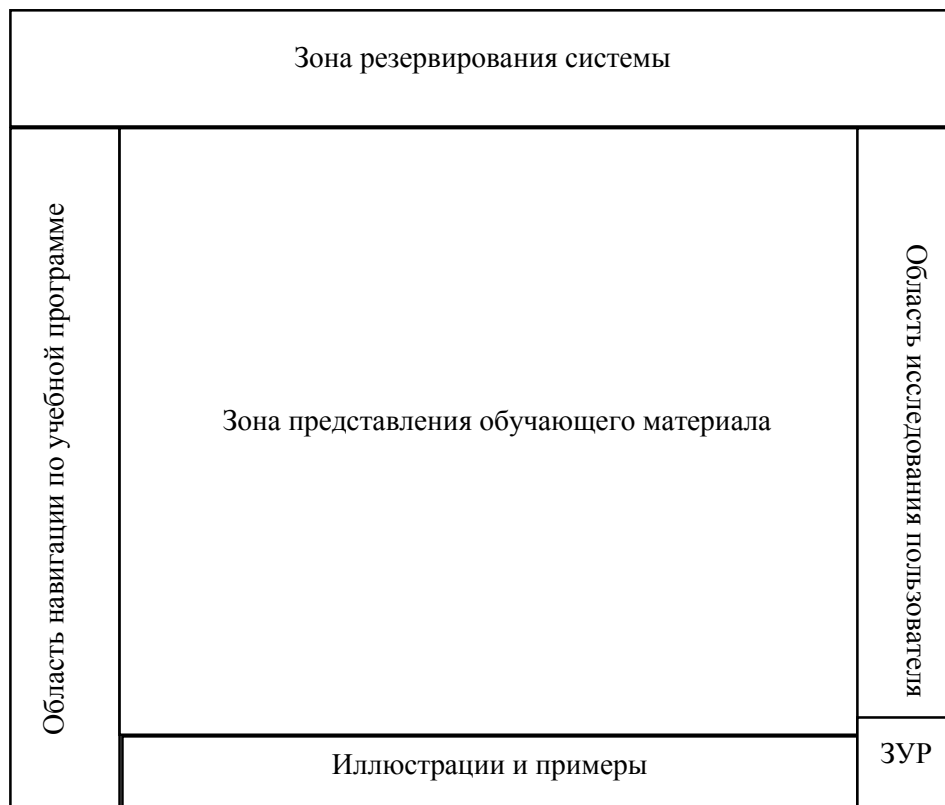 Зона резервирования системы
Область навигации по учебной программе
Зона представления обучающего материала
Область исследования пользователя
Иллюстрации и примеры
ЗУР